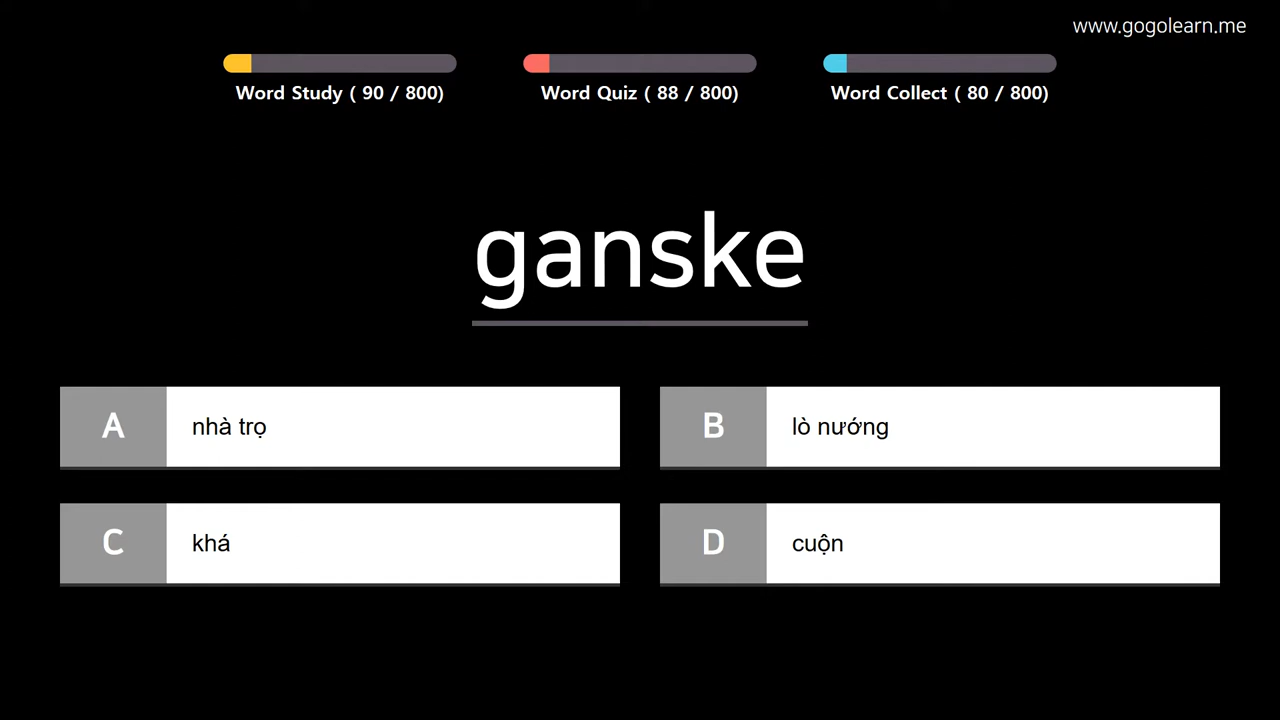 www.gogolearn.me
Word Study ( 90 / 800)
Word Quiz ( 88 / 800)
Word Collect ( 80 / 800)
ganske
A nhà trọ
B lò nướng
C khá
D cuộn